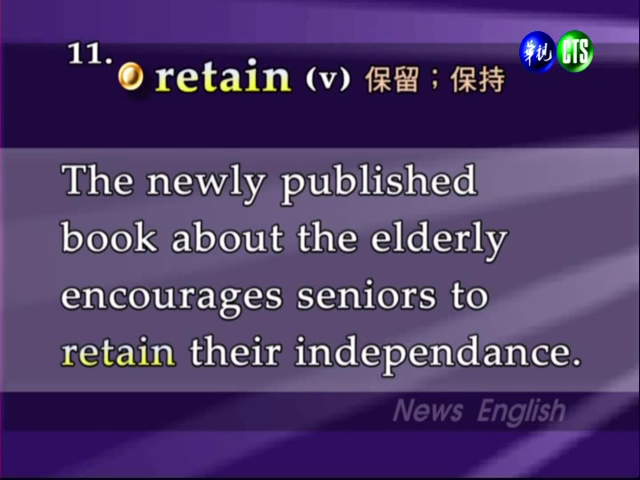 11.
retain (v) 保留；保持
華視 CTS
The newly published
book about the elderly
encourages seniors to
retain their independance.
News English